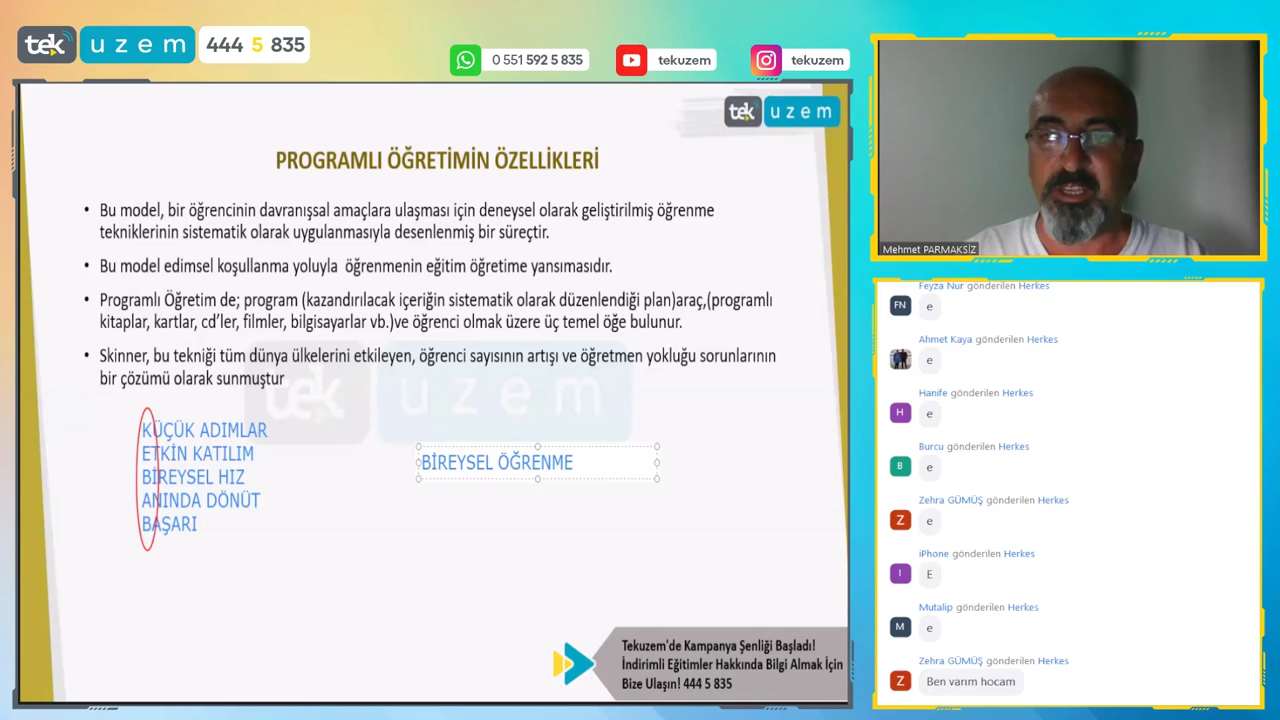 tek uzem 444 5 835
0 551 592 5 835
tekuzem
tekuzem
tek uzem
PROGRAMLI ÖĞRETİMİN ÖZELLİKLERİ
• Bu model, bir öğrencinin davranışsal amaçlara ulaşması için deneysel olarak geliştirilmiş öğrenme
tekniklerinin sistematik olarak uygulanmasıyla desenlenmiş bir süreçtir.
• Bu model edimsel koşullanma yoluyla öğrenmenin eğitim öğretime yansımasıdır.
• Programlı Öğretim de; program (kazandırılacak içeriğin sistematik olarak düzenlendiği plan)araç,(programlı
kitaplar, kartlar, cd'ler, filmler, bilgisayarlar vb.)ve öğrenci olmak üzere üç temel öğe bulunur.
• Skinner, bu tekniği tüm dünya ülkelerini etkileyen, öğrenci sayısının artışı ve öğretmen yokluğu sorunlarının
bir çözümü olarak sunmuştur
tek uzem
KÜÇÜK ADIMLAR
ETKİN KATILIM
BİREYSEL HIZ
ANINDA DÖNÜT
BAŞARI
BİREYSEL ÖĞRENME
Tekuzem'de Kampanya Şenliği Başladı!
İndirimli Eğitimler Hakkında Bilgi Almak İçin
Bize Ulaşın! 444 5 835
Mehmet PARMAKSİZ
Feyza Nur gönderilen Herkes
FN e
Ahmet Kaya gönderilen Herkes
e
Hanife gönderilen Herkes
H e
Burcu gönderilen Herkes
B e
Zehra GÜMÜŞ gönderilen Herkes
Z e
iPhone gönderilen Herkes
I E
Mutalip gönderilen Herkes
M e
Zehra GÜMÜŞ gönderilen Herkes
Z Ben varım hocam